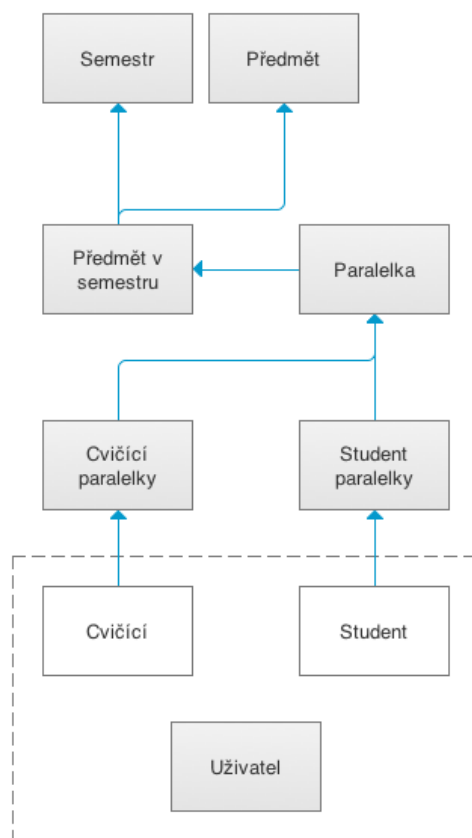 Semestr
Předmět
Předmět v
semestru
Paralelka
Cvičící
paralelky
Student
paralelky
Cvičící
Student
Uživatel